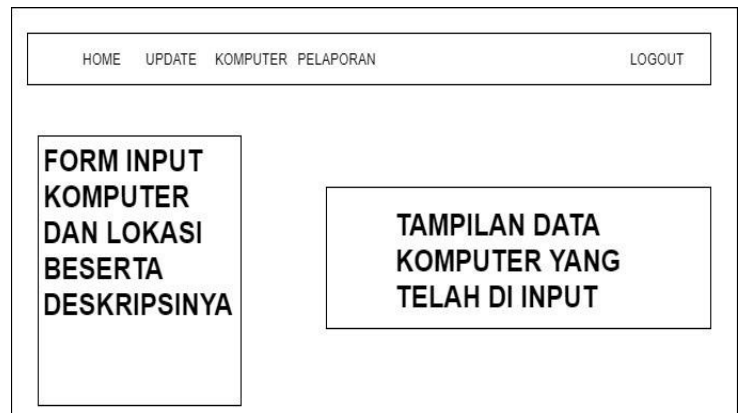 HOME UPDATE KOMPUTER PELAPORAN LOGOUT
FORM INPUT
KOMPUTER
DAN LOKASI
BESERTA
DESKRIPSINYA
TAMPILAN DATA
KOMPUTER YANG
TELAH DI INPUT